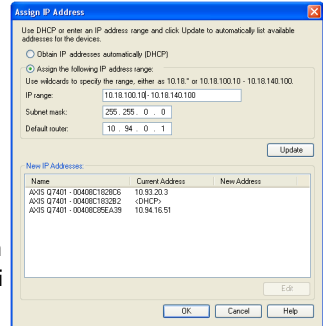 Assign IP Address
Use DHCP or enter an IP address range and click Update to automatically list available
addresses for the devices.
Obtain IP addresses automatically (DHCP)
Assign the following IP address range:
Use wildcards to specify the range, either as 10.18.* or 10.18.100.10 - 10.18.140.100.
IP range: 10.18.100.10 - 10.18.140.100
Subnet mask: 255 . 255 . 0 . 0
Default router: 10 . 94 . 0 . 1
Update
New IP Addresses:
Name Current Address New Address
AXIS Q7401 - 00408C1828C6 10.93.20.3
AXIS Q7401 - 00408C1832B2 <DHCP>
AXIS Q7401 - 00408C85EA39 10.94.16.51
i
Edit
OK Cancel Help